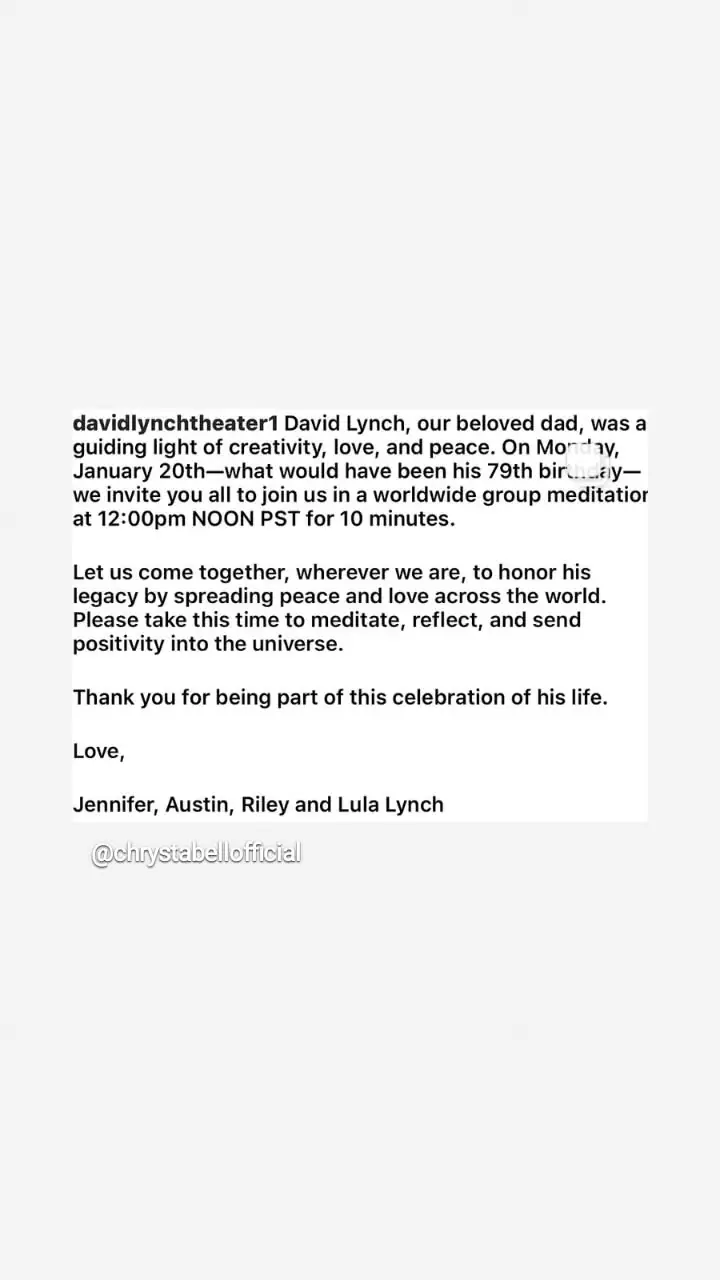 davidlynchtheater1 David Lynch, our beloved dad, was a
guiding light of creativity, love, and peace. On Monday,
January 20th—what would have been his 79th birthday—
we invite you all to join us in a worldwide group meditation
at 12:00pm NOON PST for 10 minutes.
Let us come together, wherever we are, to honor his
legacy by spreading peace and love across the world.
Please take this time to meditate, reflect, and send
positivity into the universe.
Thank you for being part of this celebration of his life.
Love,
Jennifer, Austin, Riley and Lula Lynch
@chrystabellofficial